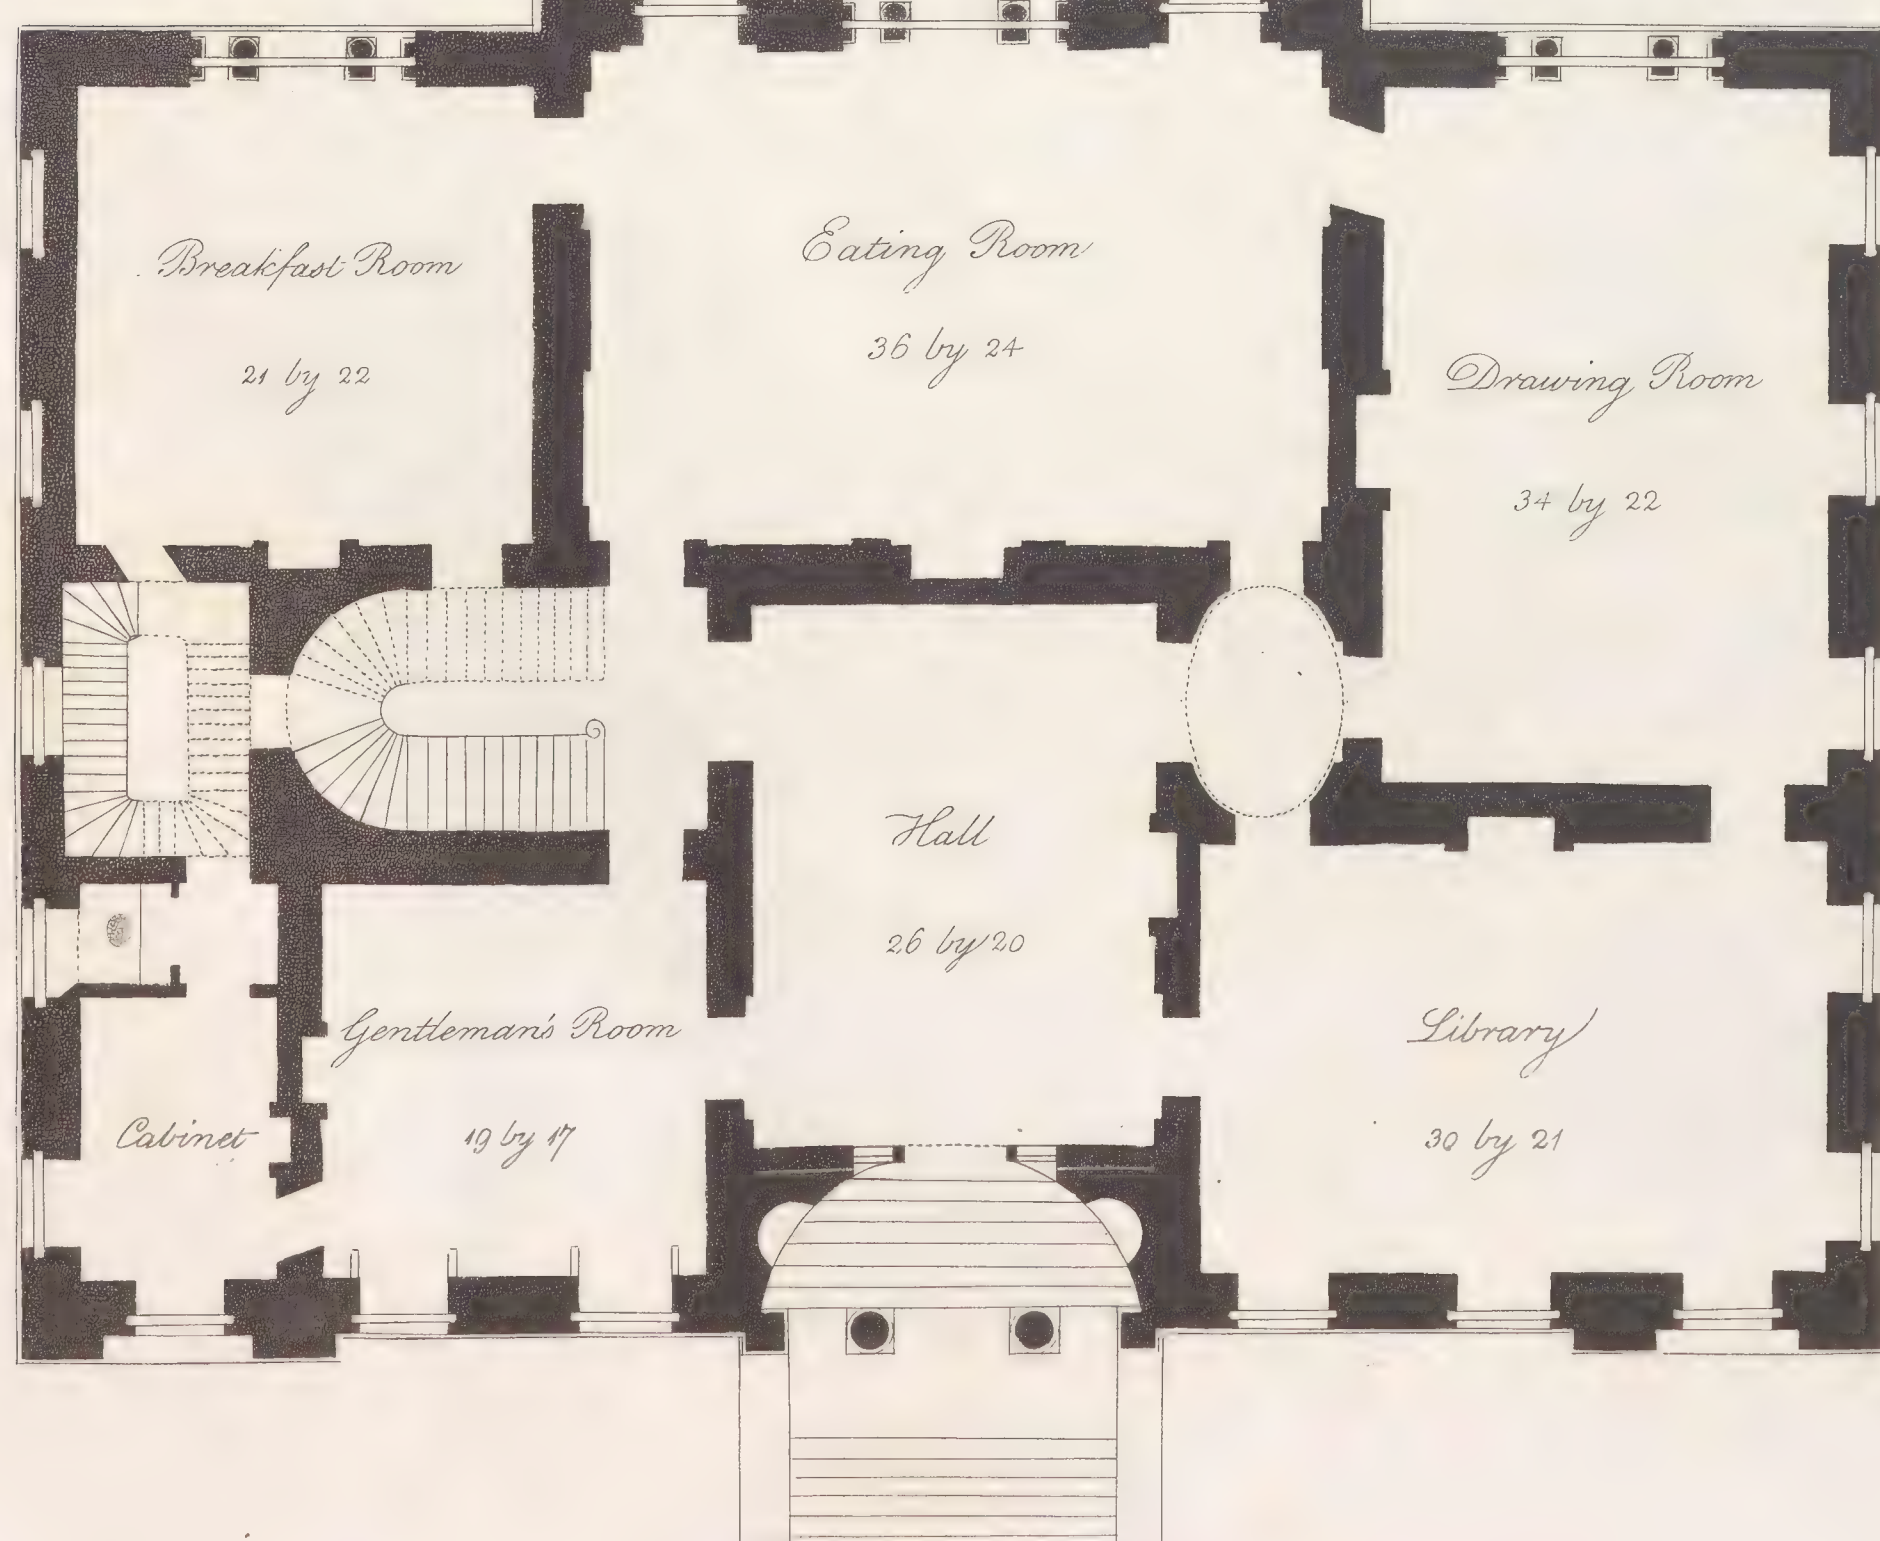 Breakfast Room
21 by 22
Eating Room
36 by 24
Drawing Room
34 by 22
Hall
26 by 20
Gentleman's Room
19 by 17
Cabinet
Library
30 by 21